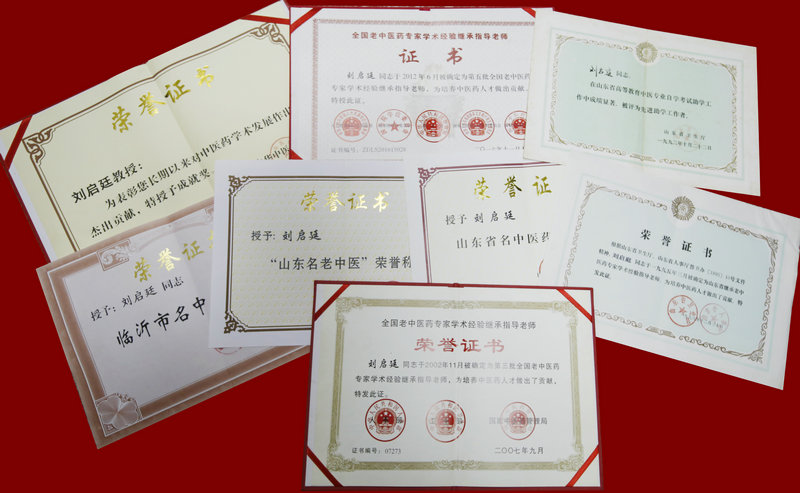 荣誉证书
刘启廷教授：
为表彰您长期以来对中医药学术发展作出
杰出贡献，特授予成就奖
全国老中医药专家学术经验继承指导老师
证书
刘启廷 同志于2012年6月被确定为第五批全国老中医药
专家学术经验继承指导老师，为培养中医药人才做出贡献，
特授此证。
刘启廷 同志：
在山东省高等教育中医专业自学考试助学工
作中成绩显著，被评为先进助学工作者。
山东省卫生厅
荣誉证书
授予：刘启廷 同志
临沂市名中
荣誉证书
授予：刘启廷
“山东名老中医”荣誉称
荣誉证
授予 刘启廷
山东省名中医药
荣誉证书
全国老中医药专家学术经验继承指导老师
荣誉证书
刘启廷 同志于2002年11月被确定为第三批全国老中医药
专家学术经验继承指导老师，为培养中医药人才做出了贡献，
特发此证。
证书编号：07273
二〇〇七年九月